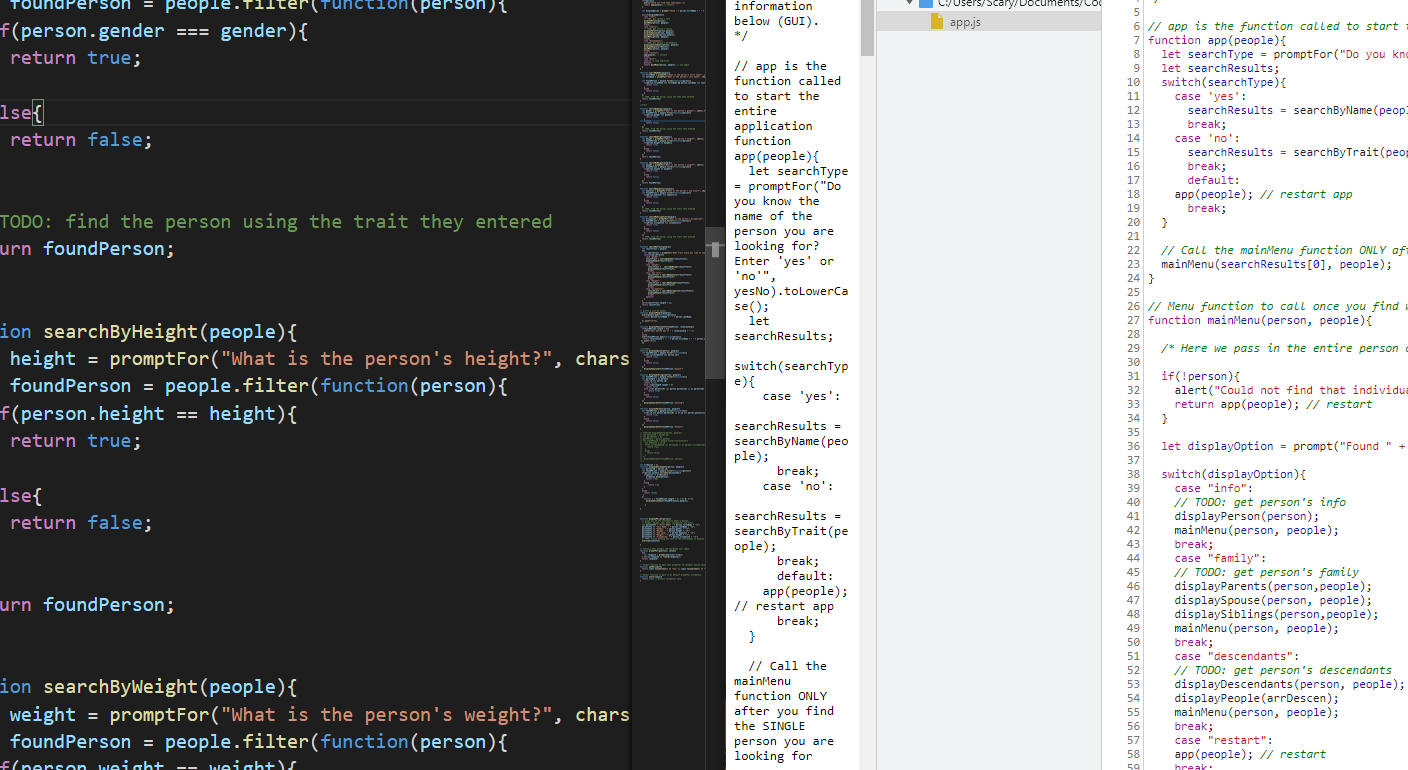 foundPerson = people.filter(function(person){
f(person.gender === gender){
return true;
lse{
return false;
TODO: find the person using the trait they entered
urn foundPerson;
ion searchByHeight(people){
height = promptFor("What is the person's height?", chars
foundPerson = people.filter(function(person){
f(person.height == height){
return true;
lse{
return false;
urn foundPerson;
ion searchByWeight(people){
weight = promptFor("What is the person's weight?", chars
foundPerson = people.filter(function(person){
f(person.weight == weight){
information
below (GUI).
*/
// app is the
function called
to start the
entire
application
function
app(people){
let searchType
= promptFor("Do
you know the
name of the
person you are
looking for?
Enter 'yes' or
'no'",
yesNo).toLowerCa
se();
let
searchResults;
switch(searchTyp
e){
case 'yes':
searchResults =
searchByName(peo
ple);
break;
case 'no':
searchResults =
searchByTrait(pe
ople);
break;
default:
app(people);
// restart app
break;
}
// Call the
mainMenu
function ONLY
after you find
the SINGLE
person you are
looking for
C:/Users/Scary/Documents/Coc
app.js
5
6 // app is the function called to start t
7 function app(people){
8 let searchType = promptFor("Do you kno
9 let searchResults;
10 switch(searchType){
11 case 'yes':
12 searchResults = searchByName(peopl
13 break;
14 case 'no':
15 searchResults = searchByTrait(peop
16 break;
17 default:
18 app(people); // restart app
19 break;
20 }
21
22 // Call the mainMenu function ONLY aft
23 mainMenu(searchResults[0], people);
24 }
25
26 // Menu function to call once you find w
27 function mainMenu(person, people){
28
29 /* Here we pass in the entire person o
30
31 if(!person){
32 alert("Could not find that individua
33 return app(people); // restart
34 }
35
36 let displayOption = prompt("Found " +
37
38 switch(displayOption){
39 case "info":
40 // TODO: get person's info
41 displayPerson(person);
42 mainMenu(person, people);
43 break;
44 case "family":
45 // TODO: get person's family
46 displayParents(person,people);
47 displaySpouse(person, people);
48 displaySiblings(person,people);
49 mainMenu(person, people);
50 break;
51 case "descendants":
52 // TODO: get person's descendants
53 displayDescendants(person, people);
54 displayPeople(arrDescen);
55 mainMenu(person, people);
56 break;
57 case "restart":
58 app(people); // restart
59 break;